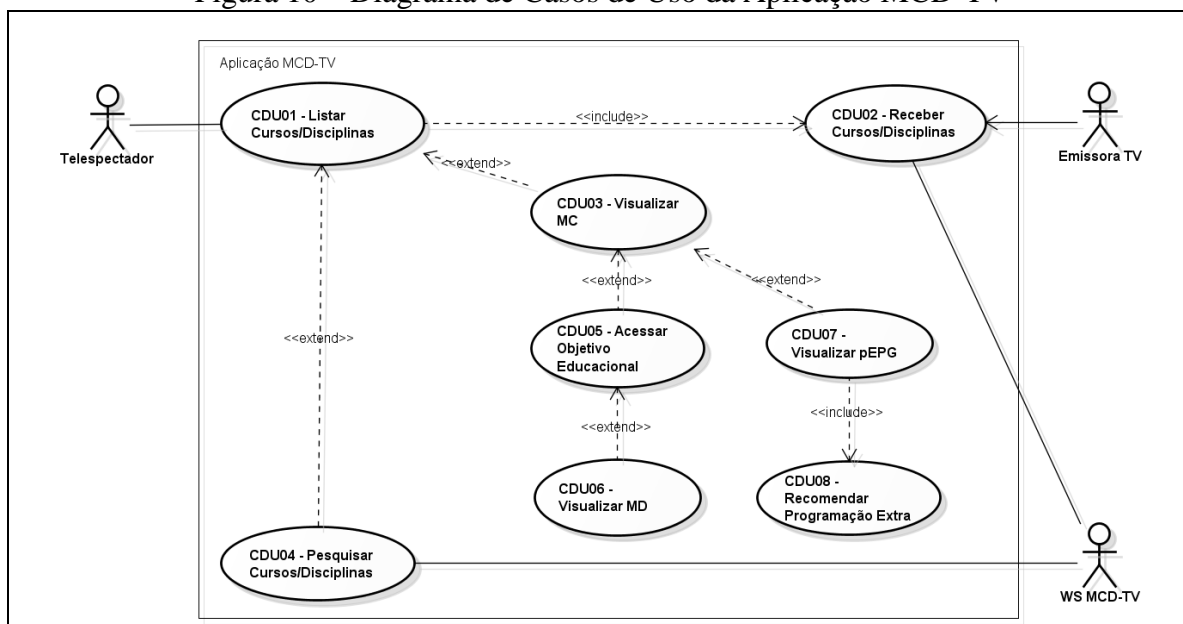 Figura 10 – Diagrama de Casos de Uso da Aplicação MCD-TV
Aplicação MCD-TV
CDU01 - Listar
Cursos/Disciplinas
<<include>>
CDU02 - Receber
Cursos/Disciplinas
Telespectador
Emissora TV
<<extend>>
CDU03 - Visualizar
MC
<<extend>>
<<extend>>
CDU05 - Acessar
Objetivo
Educacional
CDU07 -
Visualizar pEPG
<<extend>>
<<include>>
<<extend>>
CDU06 -
Visualizar MD
CDU08 -
Recomendar
Programação Extra
CDU04 - Pesquisar
Cursos/Disciplinas
WS MCD-TV